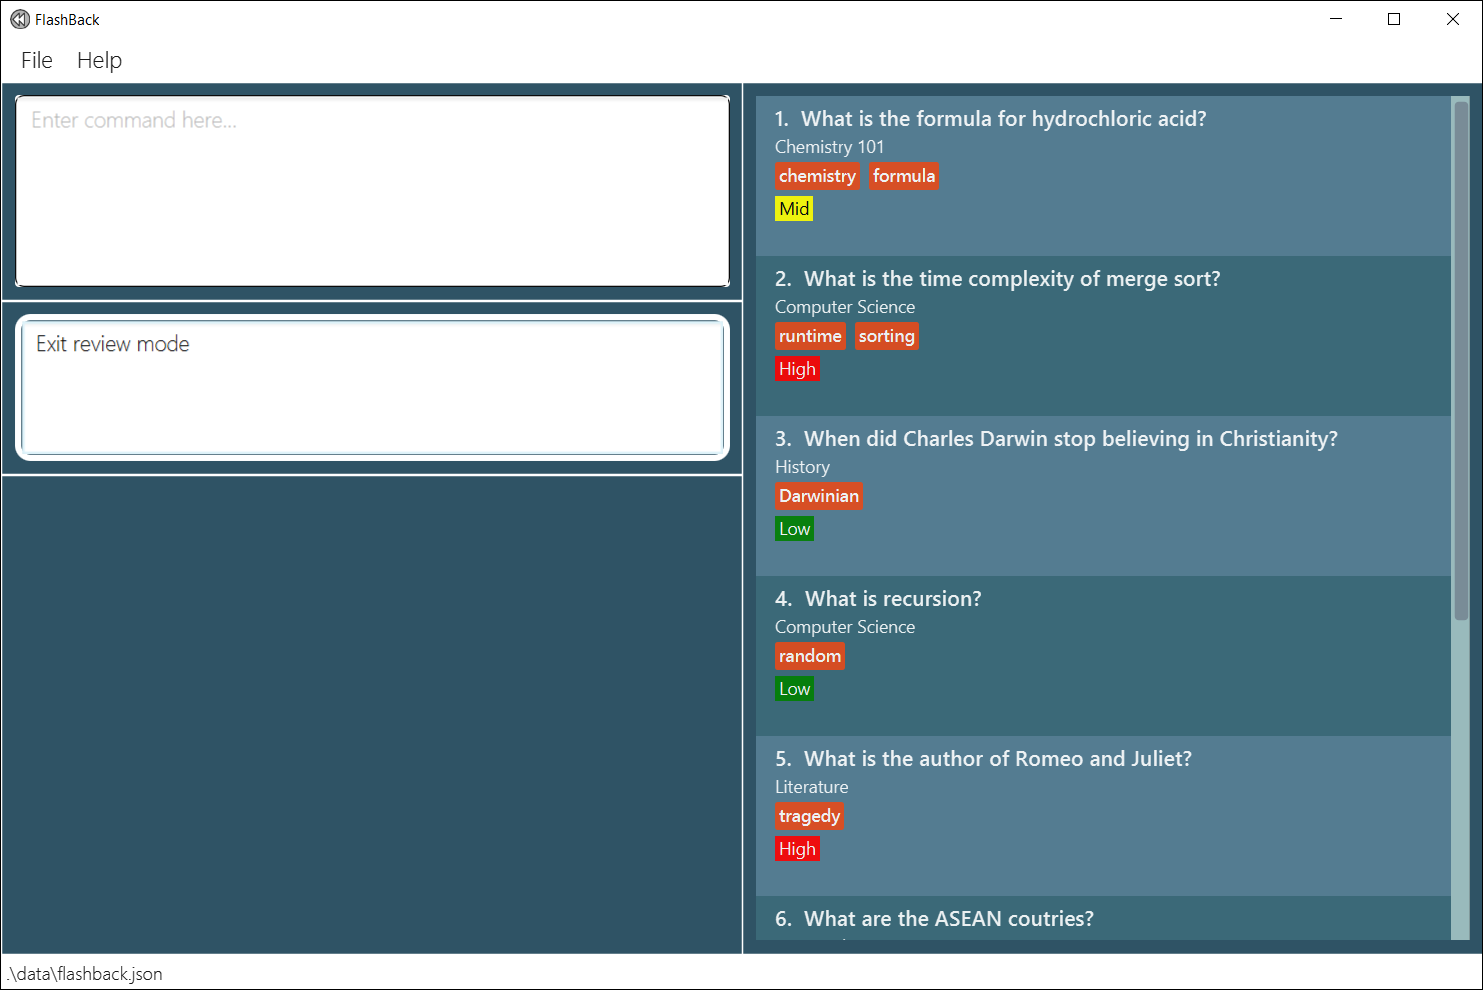 FlashBack
File Help
Enter command here...
Exit review mode
1. What is the formula for hydrochloric acid?
Chemistry 101
chemistry formula
Mid
2. What is the time complexity of merge sort?
Computer Science
runtime sorting
High
3. When did Charles Darwin stop believing in Christianity?
History
Darwinian
Low
4. What is recursion?
Computer Science
random
Low
5. What is the author of Romeo and Juliet?
Literature
tragedy
High
6. What are the ASEAN coutries?
.\data\flashback.json